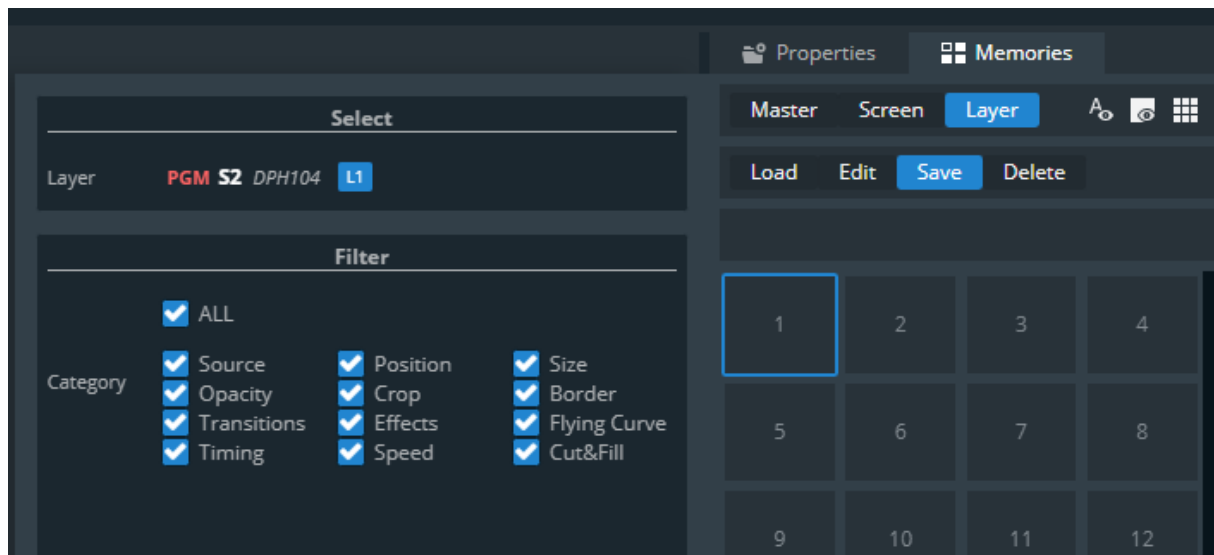 Properties Memories
Select
Layer PGM S2 DPH104 L1
Filter
ALL
Category
Source Position Size
Opacity Crop Border
Transitions Effects Flying Curve
Timing Speed Cut&Fill
Master Screen Layer A
Load Edit Save Delete
1 2 3 4
5 6 7 8
9 10 11 12